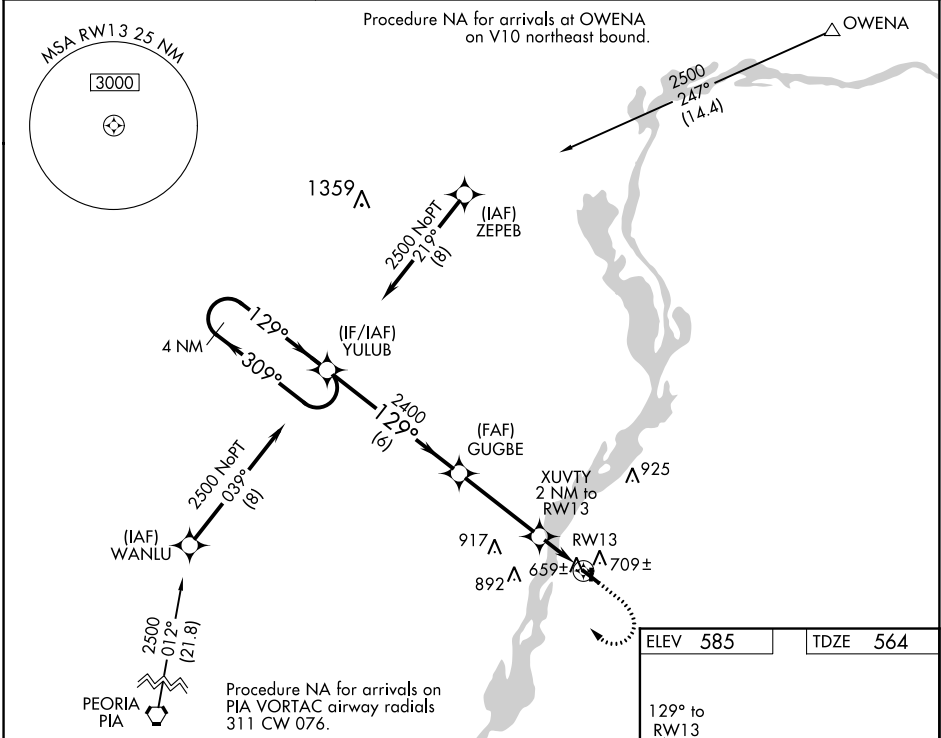 Procedure NA for arrivals at OWENA
on V10 northeast bound.
OWENA
MSA RW13 25 NM
3000
2500
247°
(14.4)
1359
(IAF)
ZEPEB
2500 NoPT
219°
(8)
129°
4 NM
309°
(IF/IAF)
YULUB
2400
129°
(6)
(FAF)
GUGBE
2500 NoPT
039°
(8)
XUVTY
2 NM to
RW13
925
(IAF)
WANLU
917
RW13
892
659±
709±
2500
012°
(21.8)
PEORIA
PIA
Procedure NA for arrivals on
PIA VORTAC airway radials
311 CW 076.
ELEV 585
TDZE 564
129° to
RW13